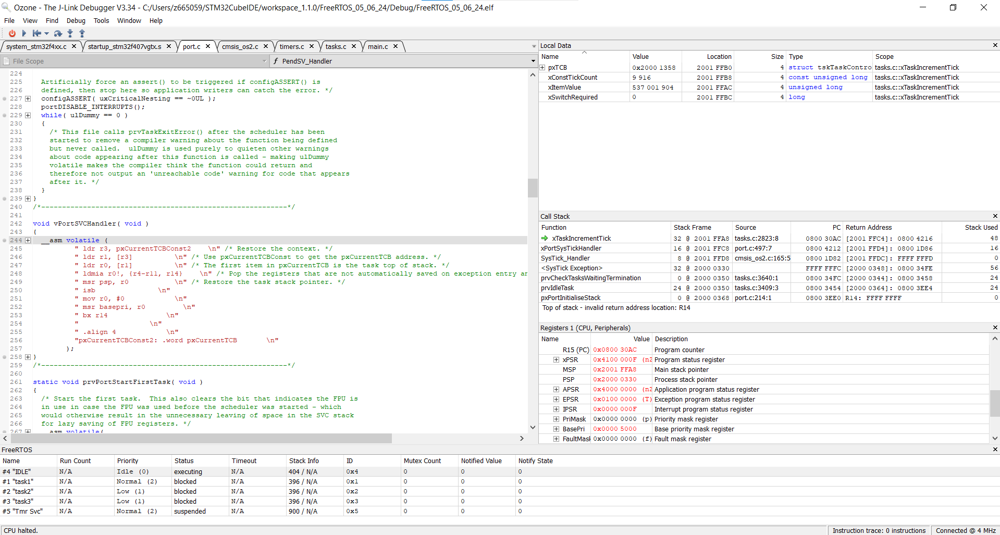 Ozone - The J-Link Debugger V3.34 - C:/Users/z665059/STM32CubeIDE/workspace_1.1.0/FreeRTOS_05_06_24/Debug/FreeRTOS_05_06_24.elf
File View Find Debug Tools Window Help
system_stm32f4xx.c startup_stm32f407vgtx.s port.c cmsis_os2.c timers.c tasks.c main.c
File Scope PendSV_Handler
224
225 Artificially force an assert() to be triggered if configASSERT() is
226 defined, then stop here so application writers can catch the error. */
227 configASSERT( uxCriticalNesting == ~0UL );
228 portDISABLE_INTERRUPTS();
229 while( ulDummy == 0 )
230 {
231 /* This file calls prvTaskExitError() after the scheduler has been
232 started to remove a compiler warning about the function being defined
233 but never called.  ulDummy is used purely to quieten other warnings
234 about code appearing after this function is called - making ulDummy
235 volatile makes the compiler think the function could return and
236 therefore not output an 'unreachable code' warning for code that appears
237 after it. */
238 }
239 }
240 /*-----------------------------------------------------------*/
241
242 void vPortSVCHandler( void )
243 {
244 __asm volatile (
245 " ldr r3, pxCurrentTCBConst2 \n" /* Restore the context. */
246 " ldr r1, [r3] \n" /* Use pxCurrentTCBConst to get the pxCurrentTCB address. */
247 " ldr r0, [r1] \n" /* The first item in pxCurrentTCB is the task top of stack. */
248 " ldmia r0!, {r4-r11, r14} \n" /* Pop the registers that are not automatically saved on exception entry an
249 " msr psp, r0 \n" /* Restore the task stack pointer. */
250 " isb \n"
251 " mov r0, #0 \n"
252 " msr basepri, r0 \n"
253 " bx r14 \n"
254 " \n"
255 " .align 4 \n"
256 "pxCurrentTCBConst2: .word pxCurrentTCB \n"
257 );
258 }
259 /*-----------------------------------------------------------*/
260
261 static void prvPortStartFirstTask( void )
262 {
263 /* Start the first task.  This also clears the bit that indicates the FPU is
264 in use in case the FPU was used before the scheduler was started - which
265 would otherwise result in the unnecessary leaving of space in the SVC stack
266 for lazy saving of FPU registers. */
267 __asm volatile(
Local Data
Name Value Location Size Type Scope
pxTCB 0x2000 1358 2001 FFB0 4 struct tskTaskContro tasks.c::xTaskIncrementTick
xConstTickCount 9 916 2001 FFB8 4 const unsigned long tasks.c::xTaskIncrementTick
xItemValue 537 001 904 2001 FFAC 4 unsigned long tasks.c::xTaskIncrementTick
xSwitchRequired 0 2001 FFBC 4 long tasks.c::xTaskIncrementTick
Call Stack
Function Stack Frame Source PC Return Address Stack Used
xTaskIncrementTick 32 @ 2001 FFA8 tasks.c:2823:8 0800 30AC [2001 FFC4]: 0800 4216 48
xPortSysTickHandler 16 @ 2001 FFC8 port.c:497:7 0800 4212 [2001 FFD4]: 0800 1D86 16
SysTick_Handler 8 @ 2001 FFD8 cmsis_os2.c:165:5 0800 1D82 [2001 FFDC]: FFFF FFFD 0
<SysTick Exception> 32 @ 2000 0330 FFFF FFFC [2000 0348]: 0800 34FE 56
prvCheckTasksWaitingTermination 0 @ 2000 0350 tasks.c:3640:1 0800 34FC [2000 0344]: 0800 3458 24
prvIdleTask 24 @ 2000 0350 tasks.c:3409:3 0800 3454 [2000 0364]: 0800 3EE4 24
pxPortInitialiseStack 0 @ 2000 0368 port.c:214:1 0800 3EE0 R14: FFFF FFFF 0
Top of stack - invalid return address location: R14
Registers 1 (CPU, Peripherals)
Name Value Description
R15 (PC) 0x0800 30AC Program counter
xPSR 0x4100 000F (nZ Program status register
MSP 0x2001 FFA8 Main stack pointer
PSP 0x2000 0330 Process stack pointer
APSR 0x4000 0000 (nZ Application program status register
EPSR 0x0100 0000 (T) Exception program status register
IPSR 0x0000 000F Interrupt program status register
PriMask 0x0000 0000 (p) Priority mask register
BasePri 0x0000 5000 Base priority mask register
FaultMask 0x0000 0000 (f) Fault mask register
FreeRTOS
Name Run Count Priority Status Timeout Stack Info ID Mutex Count Notified Value Notify State
#4 "IDLE" N/A Idle (0) executing N/A 404 / N/A 0x4 0 0 0
#1 "task1" N/A Normal (2) blocked N/A 396 / N/A 0x1 0 0 0
#2 "task2" N/A Low (1) blocked N/A 396 / N/A 0x2 0 0 0
#3 "task3" N/A Low (1) blocked N/A 396 / N/A 0x3 0 0 0
#5 "Tmr Svc" N/A Normal (2) suspended N/A 900 / N/A 0x5 0 0 0
CPU halted. Instruction trace: 0 instructions Connected @ 4 MHz